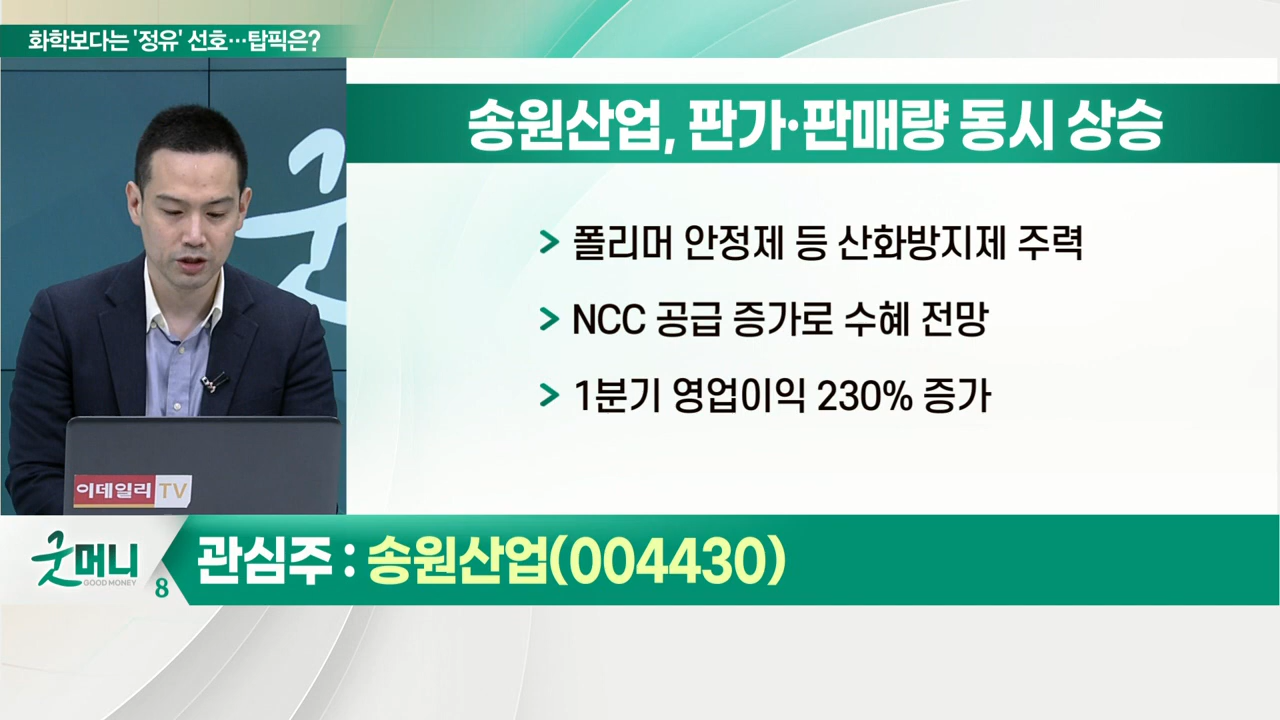 화학보다는 '정유' 선호…탑픽은?
송원산업, 판가·판매량 동시 상승
> 폴리머 안정제 등 산화방지제 주력
> NCC 공급 증가로 수혜 전망
> 1분기 영업이익 230% 증가
이데일리 TV
굿머니
GOOD MONEY
8
관심주 : 송원산업(004430)